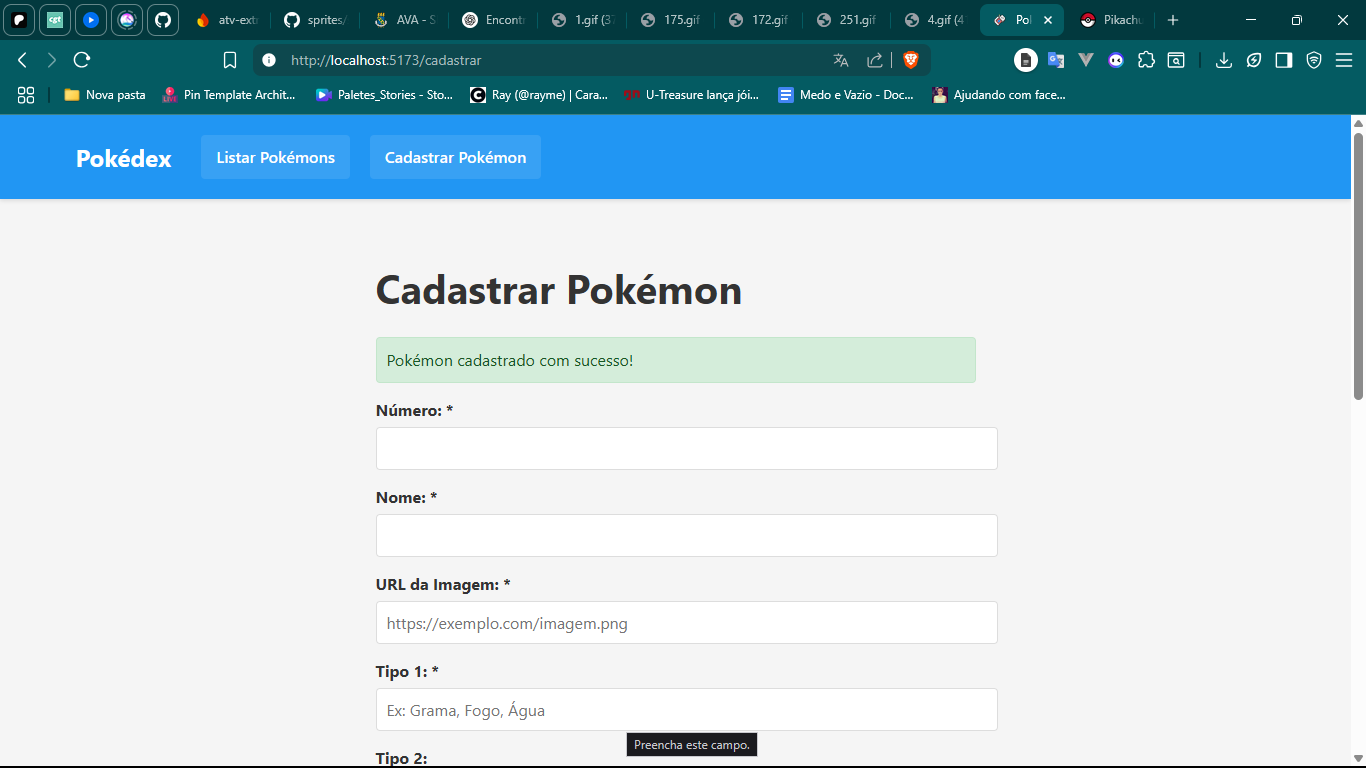 cgt
atv-extr
sprites/
AVA - S
Encontr
1.gif (3
175.gif
172.gif
251.gif
4.gif (4
Pol
Pikachu
http://localhost:5173/cadastrar
Nova pasta
Pin Template Archit...
Paletes_Stories - Sto...
Ray (@rayme) | Cara...
U-Treasure lança jói...
Medo e Vazio - Doc...
Ajudando com face...
Pokédex
Listar Pokémons
Cadastrar Pokémon
Cadastrar Pokémon
Pokémon cadastrado com sucesso!
Número: *
Nome: *
URL da Imagem: *
https://exemplo.com/imagem.png
Tipo 1: *
Ex: Grama, Fogo, Água
Preencha este campo.
Tipo 2: